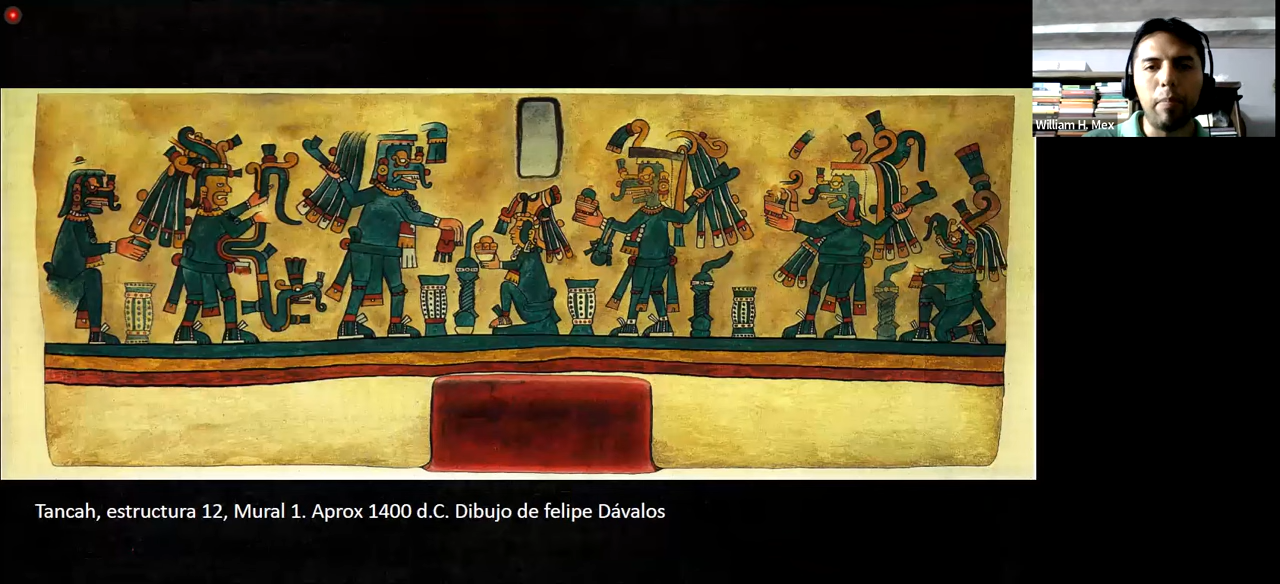 William H. Mex
Tancah, estructura 12, Mural 1. Aprox 1400 d.C. Dibujo de felipe Dávalos